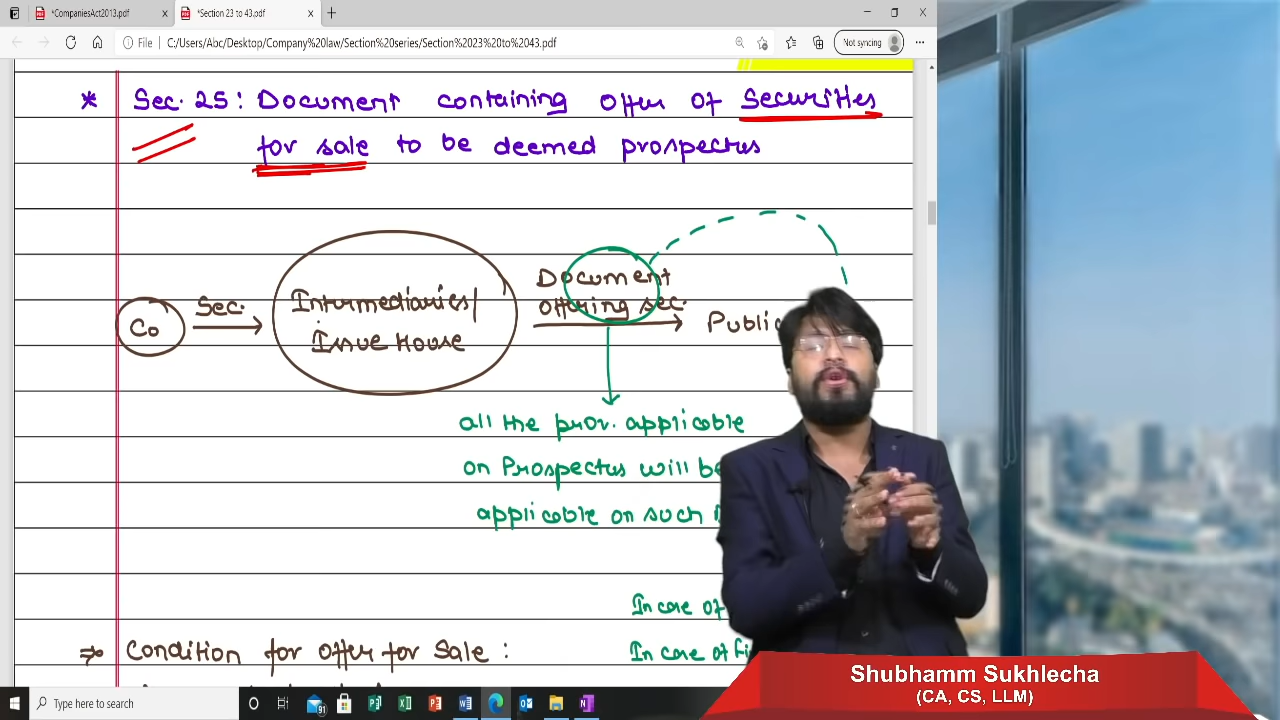 *CompaniesAct2013.pdf
*Section 23 to 43.pdf
File
C:/Users/Abc/Desktop/Company%20law/Section%20series/Section%2023%20to%2043.pdf
Not syncing
* Sec. 25: Document containing offer of Securities
for sale to be deemed prospectus
Co
Sec.
Intermediaries/
Issue House
Document
offering sec.
Public
all the prov. applicable
on Prospectus will be
applicable on such
In case of
In case of Fi
⇒ Condition for offer for Sale :
Shubhamm Sukhlecha
(CA, CS, LLM)
Type here to search
91